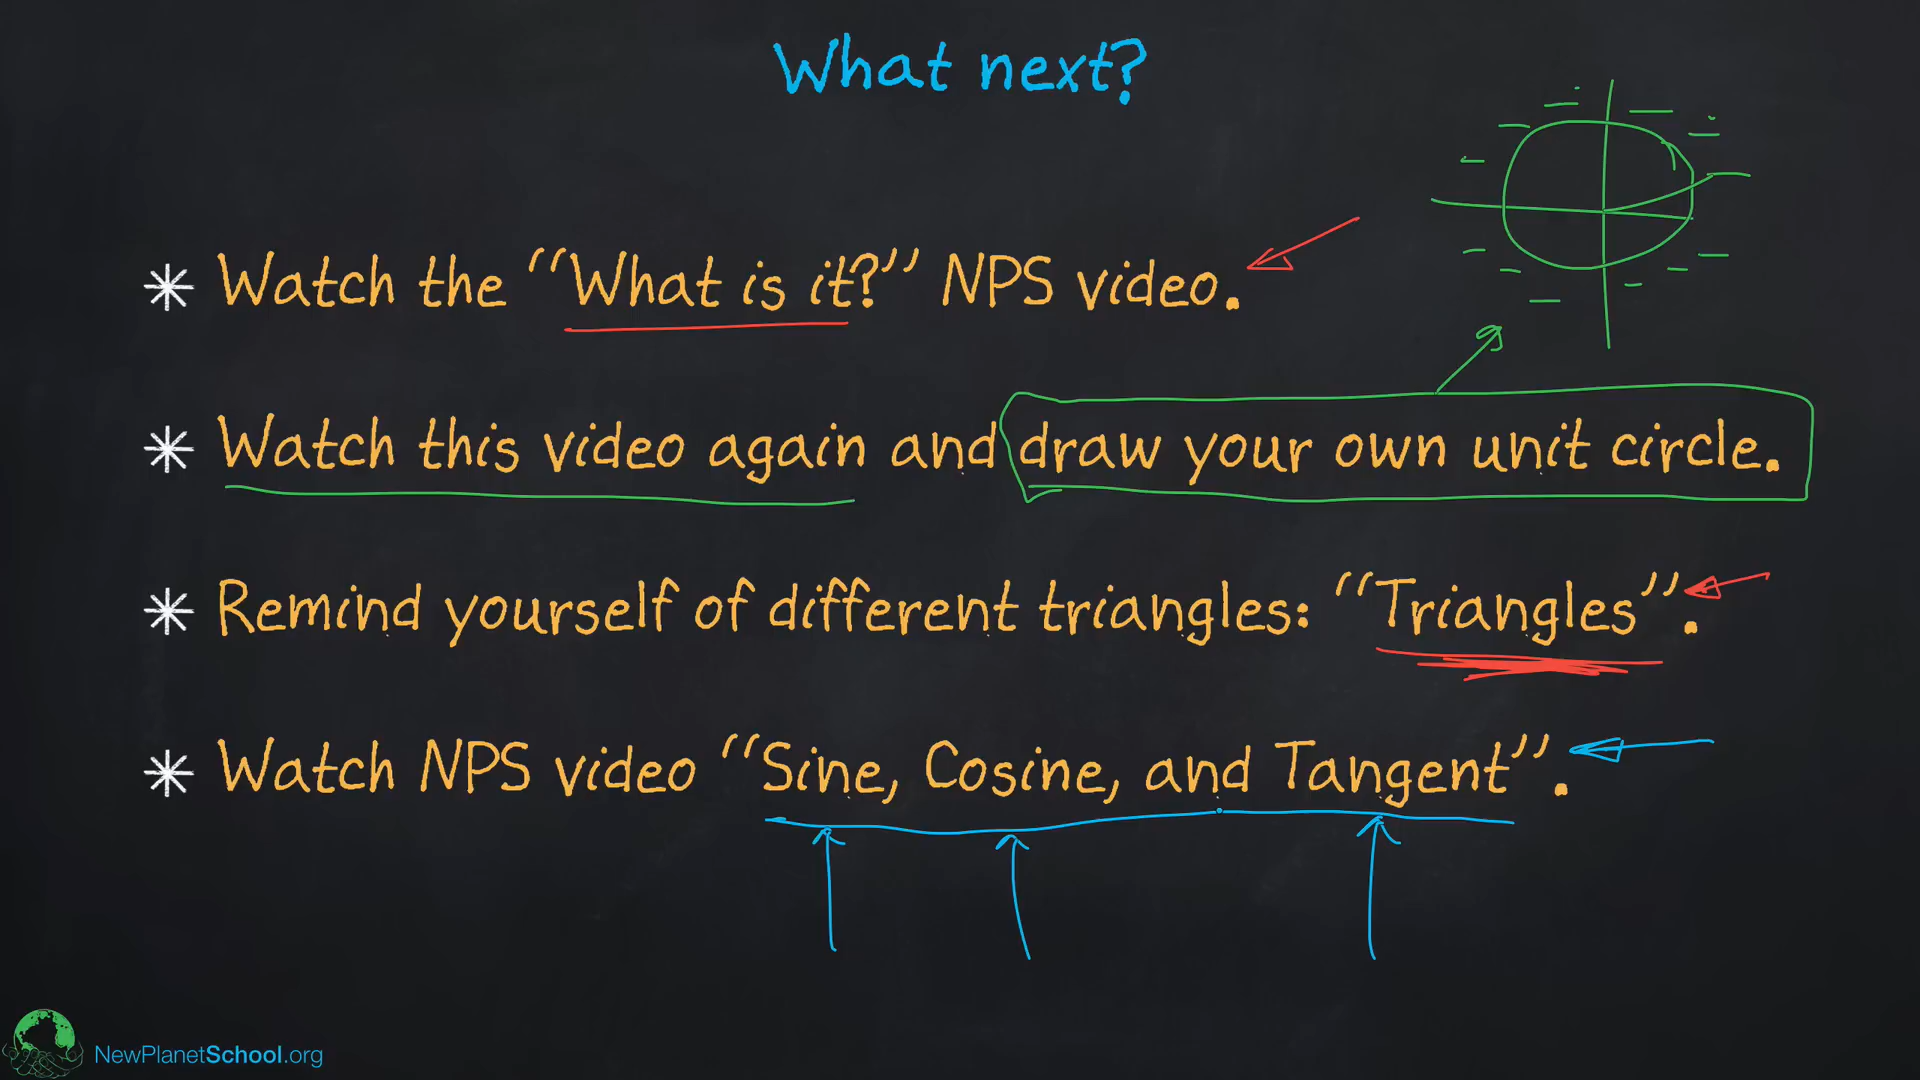 What next?
Watch the “What is it?” NPS video.
Watch this video again and draw your own unit circle.
Remind yourself of different triangles: “Triangles”.
Watch NPS video “Sine, Cosine, and Tangent”.
NewPlanetSchool.org